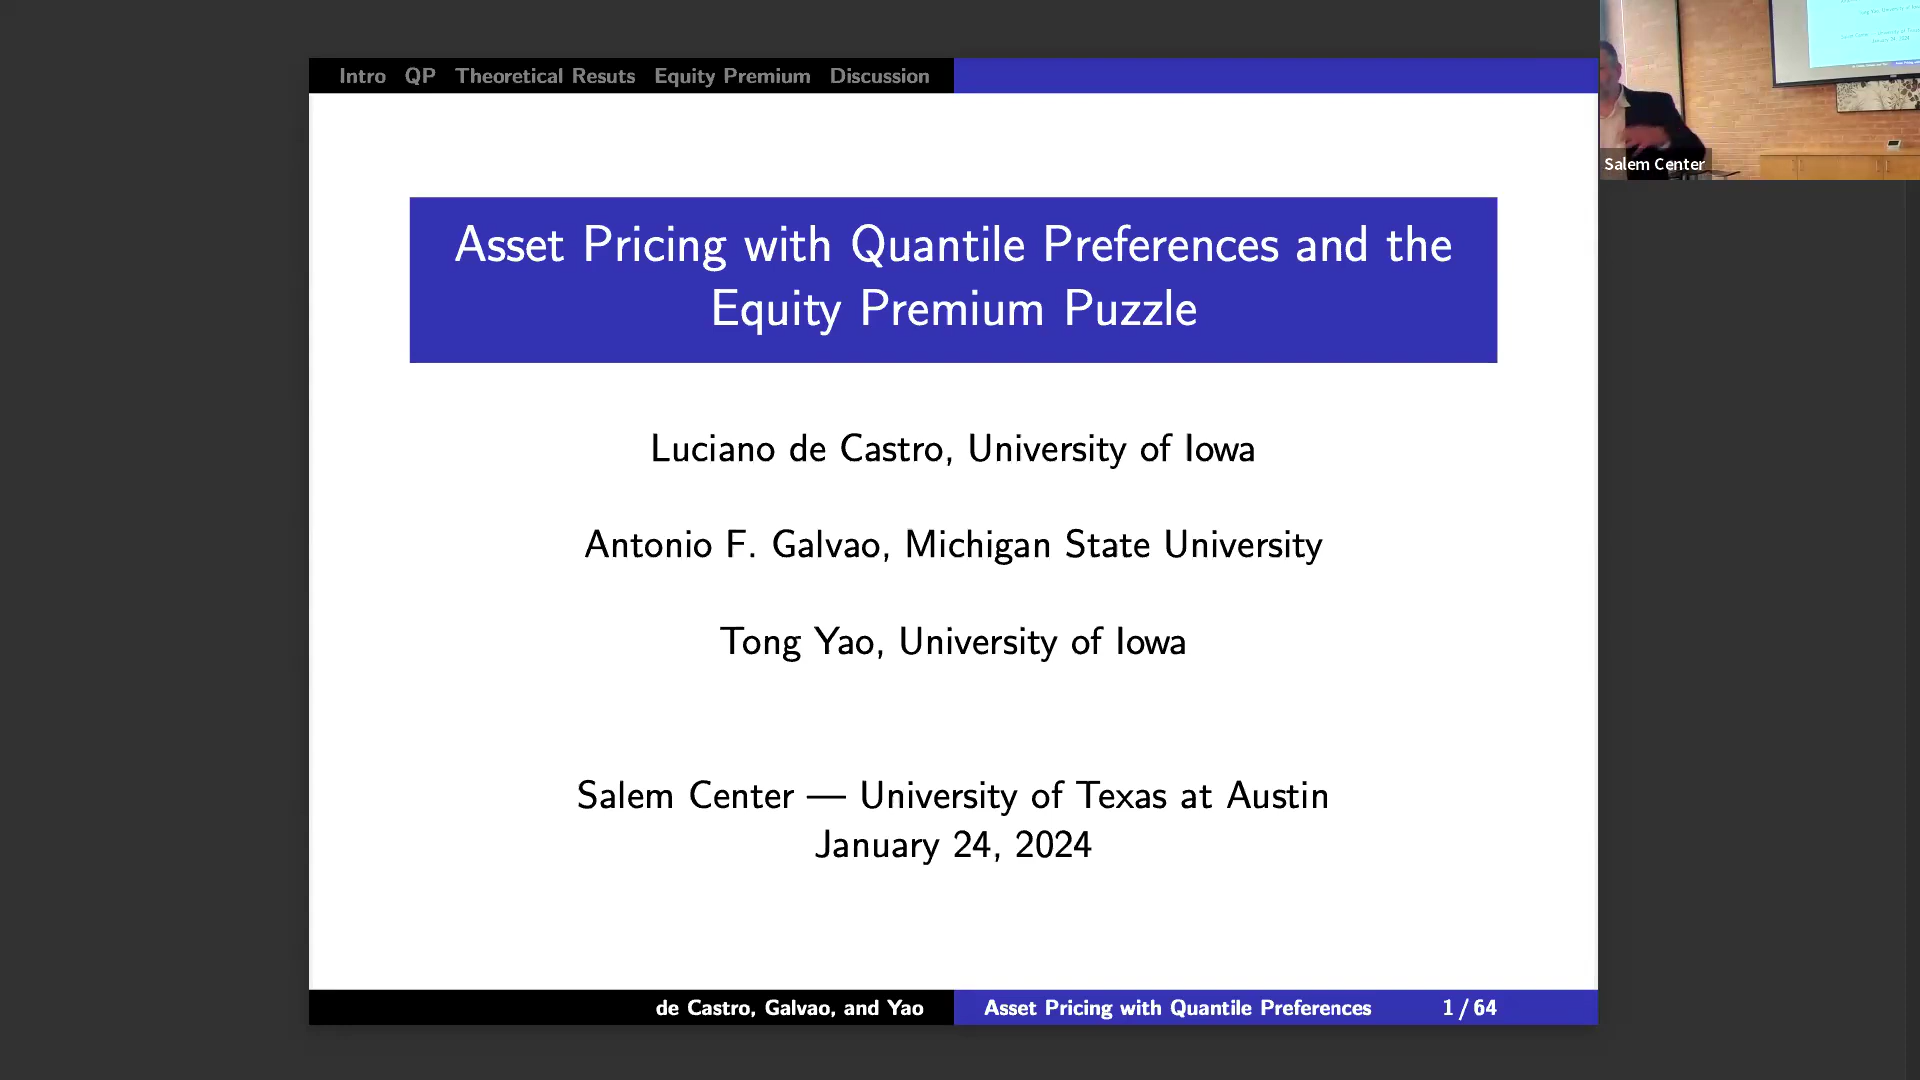 Intro QP Theoretical Resuts Equity Premium Discussion
Asset Pricing with Quantile Preferences and the
Equity Premium Puzzle
Luciano de Castro, University of Iowa
Antonio F. Galvao, Michigan State University
Tong Yao, University of Iowa
Salem Center — University of Texas at Austin
January 24, 2024
de Castro, Galvao, and Yao Asset Pricing with Quantile Preferences 1 / 64
Salem Center